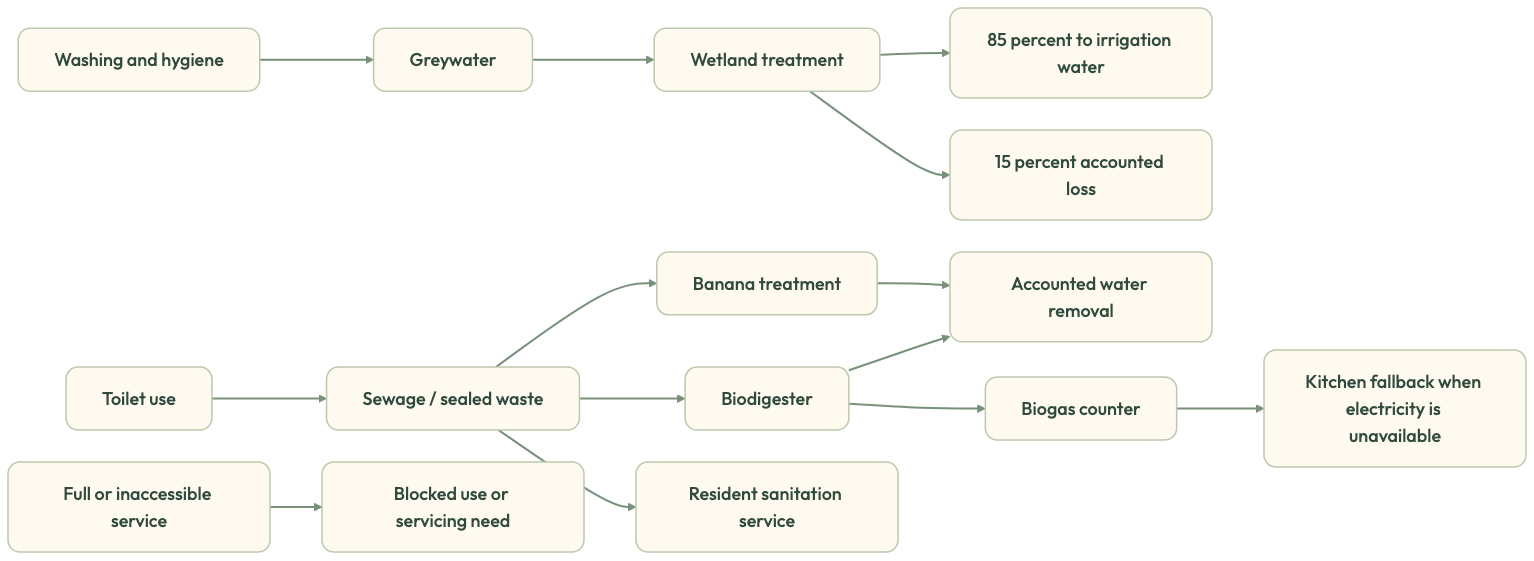 Washing and hygiene
Greywater
Wetland treatment
85 percent to irrigation
water
15 percent accounted
loss
Banana treatment
Accounted water
removal
Toilet use
Sewage / sealed waste
Biodigester
Biogas counter
Kitchen fallback when
electricity is
unavailable
Full or inaccessible
service
Blocked use or
servicing need
Resident sanitation
service